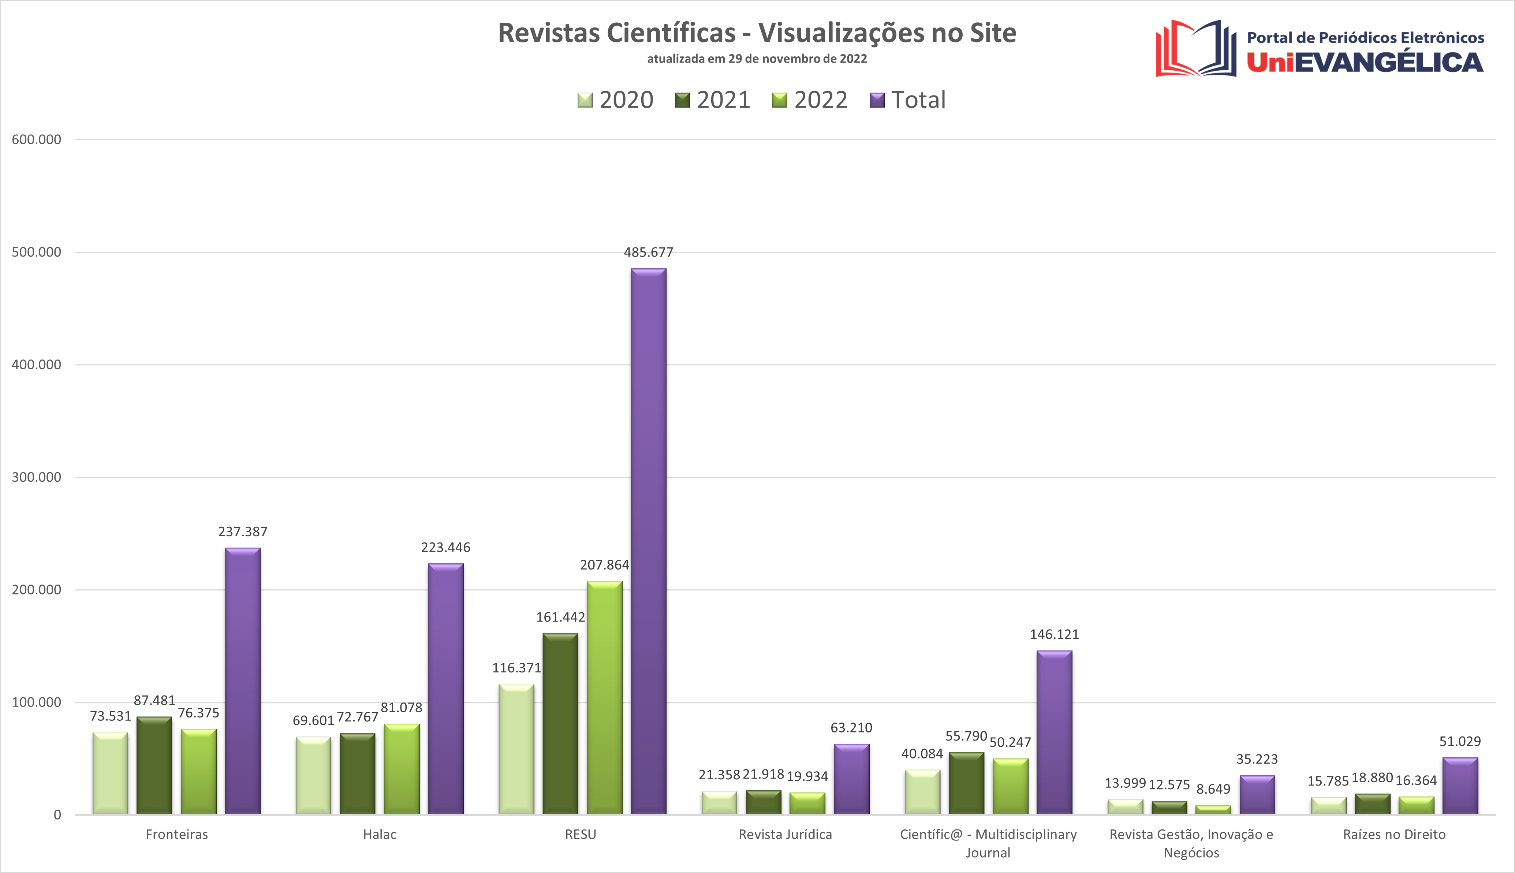 Revistas Científicas - Visualizações no Site
atualizada em 29 de novembro de 2022
Portal de Periódicos Eletrônicos
UniEVANGÉLICA
2020 2021 2022 Total
600.000
500.000
400.000
300.000
200.000
100.000
0
73.531 87.481 76.375 237.387
69.601 72.767 81.078 223.446
116.371 161.442 207.864 485.677
21.358 21.918 19.934 63.210
40.084 55.790 50.247 146.121
13.999 12.575 8.649 35.223
15.785 18.880 16.364 51.029
Fronteiras
Halac
RESU
Revista Jurídica
Científic@ - Multidisciplinary
Journal
Revista Gestão, Inovação e
Negócios
Raízes no Direito